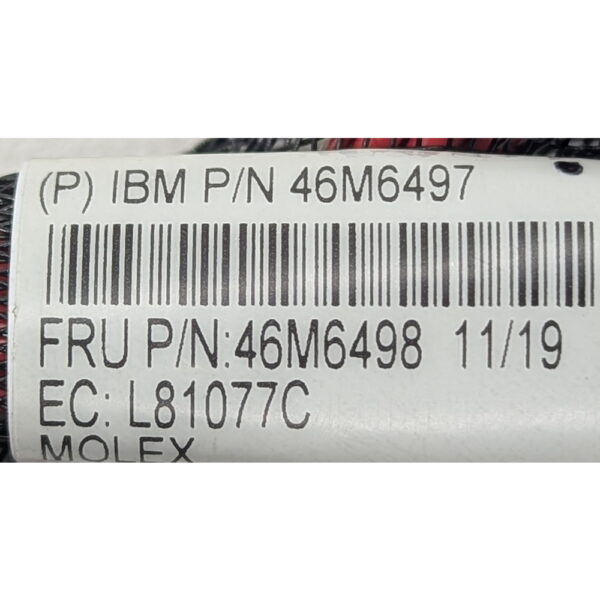 (P) IBM P/N 46M6497
FRU P/N:46M6498 11/19
EC: L81077C
MOLEX